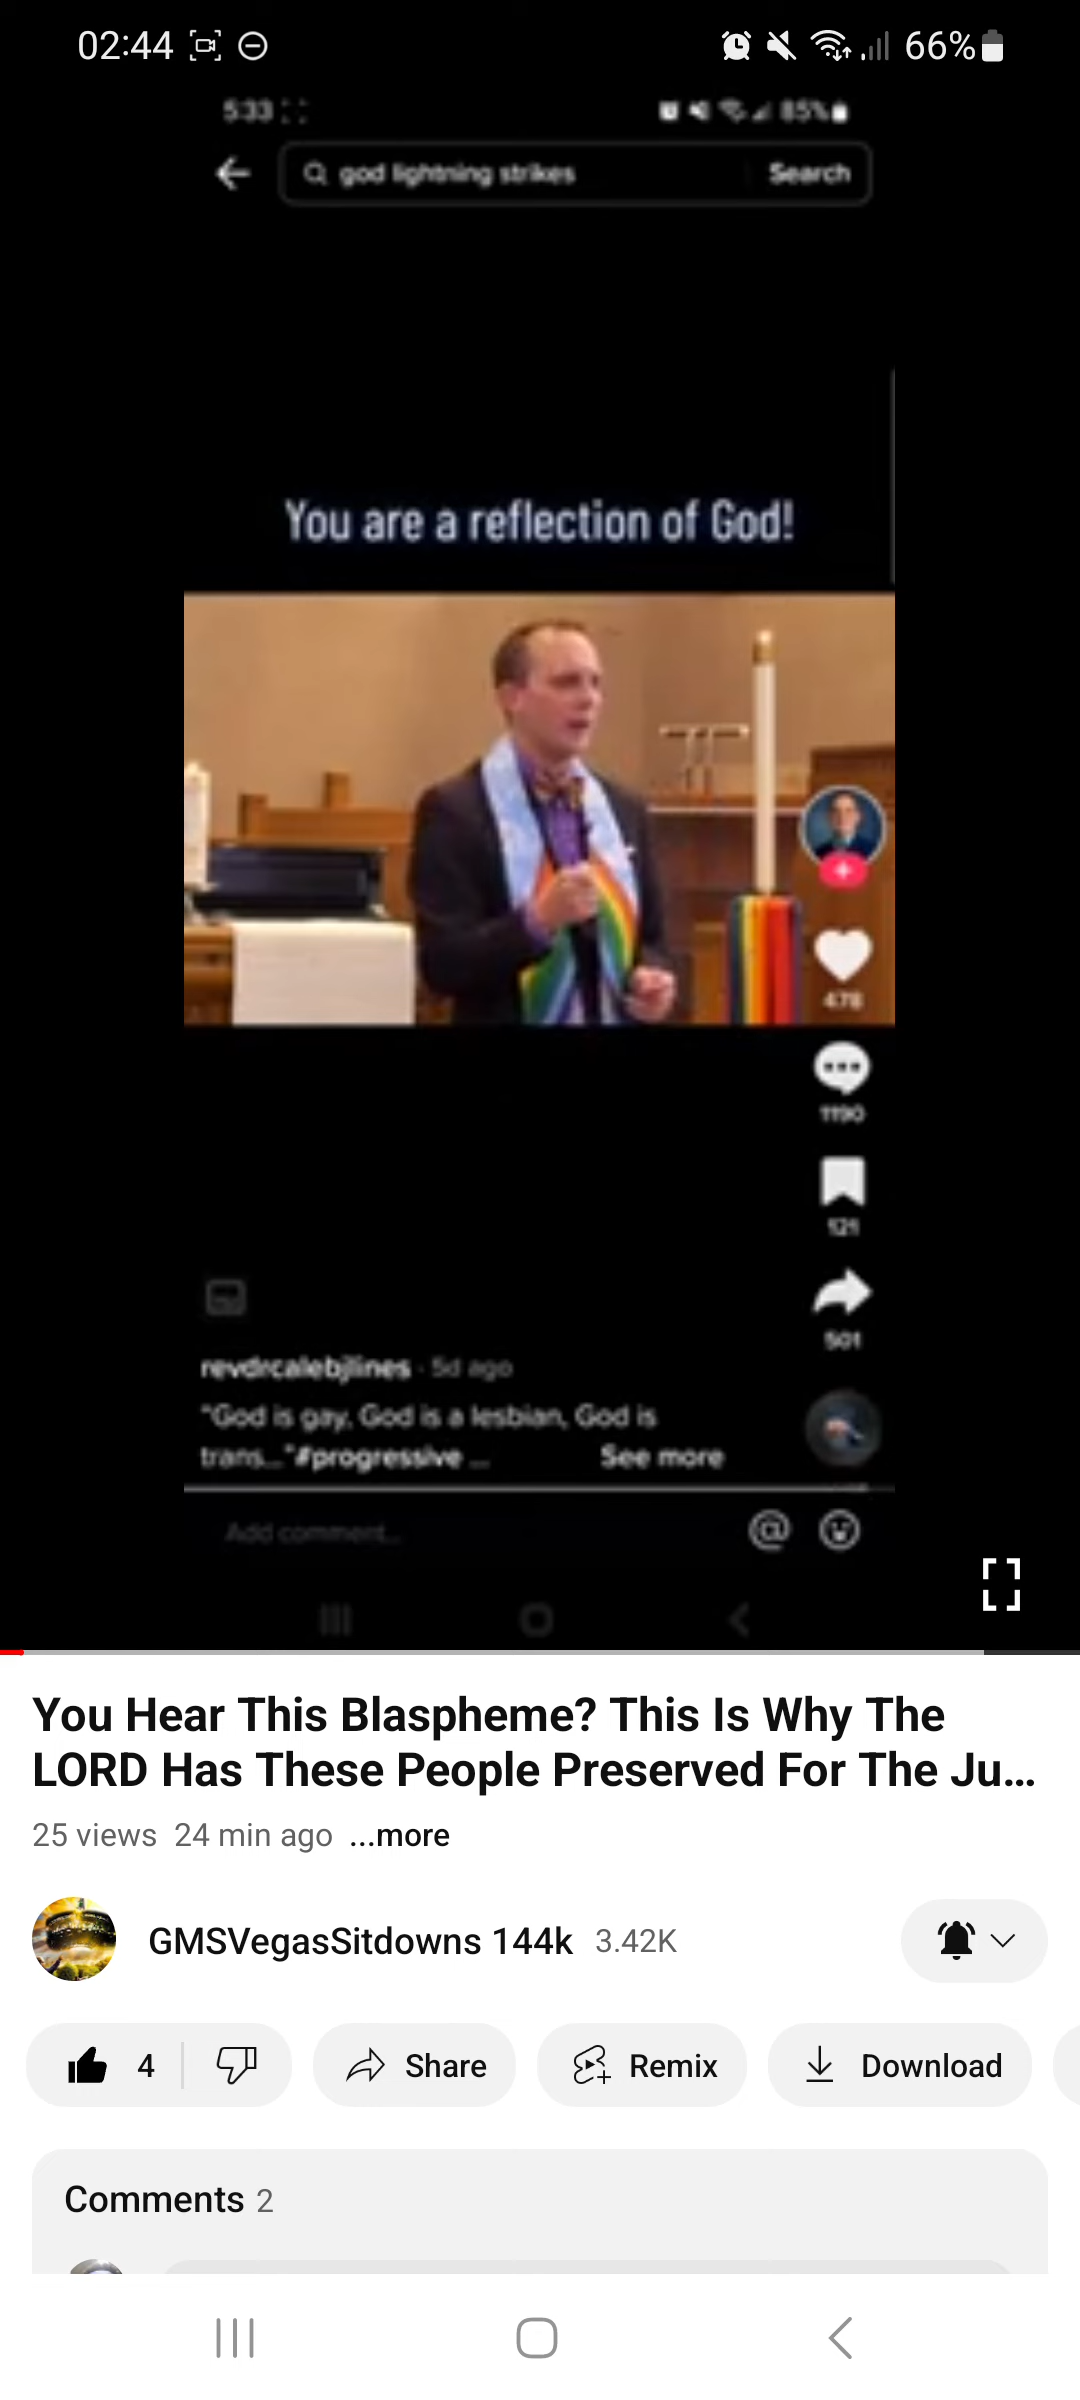 02:44 66%
5:33 85%
god lightning strikes Search
You are a reflection of God!
478
1190
121
501
revdrcalebjlines · 5d ago
"God is gay, God is a lesbian, God is
trans..."#progressive ... See more
Add comment...
You Hear This Blaspheme? This Is Why The
LORD Has These People Preserved For The Ju...
25 views 24 min ago ...more
GMSVegasSitdowns 144k 3.42K
4 Share Remix Download
Comments 2